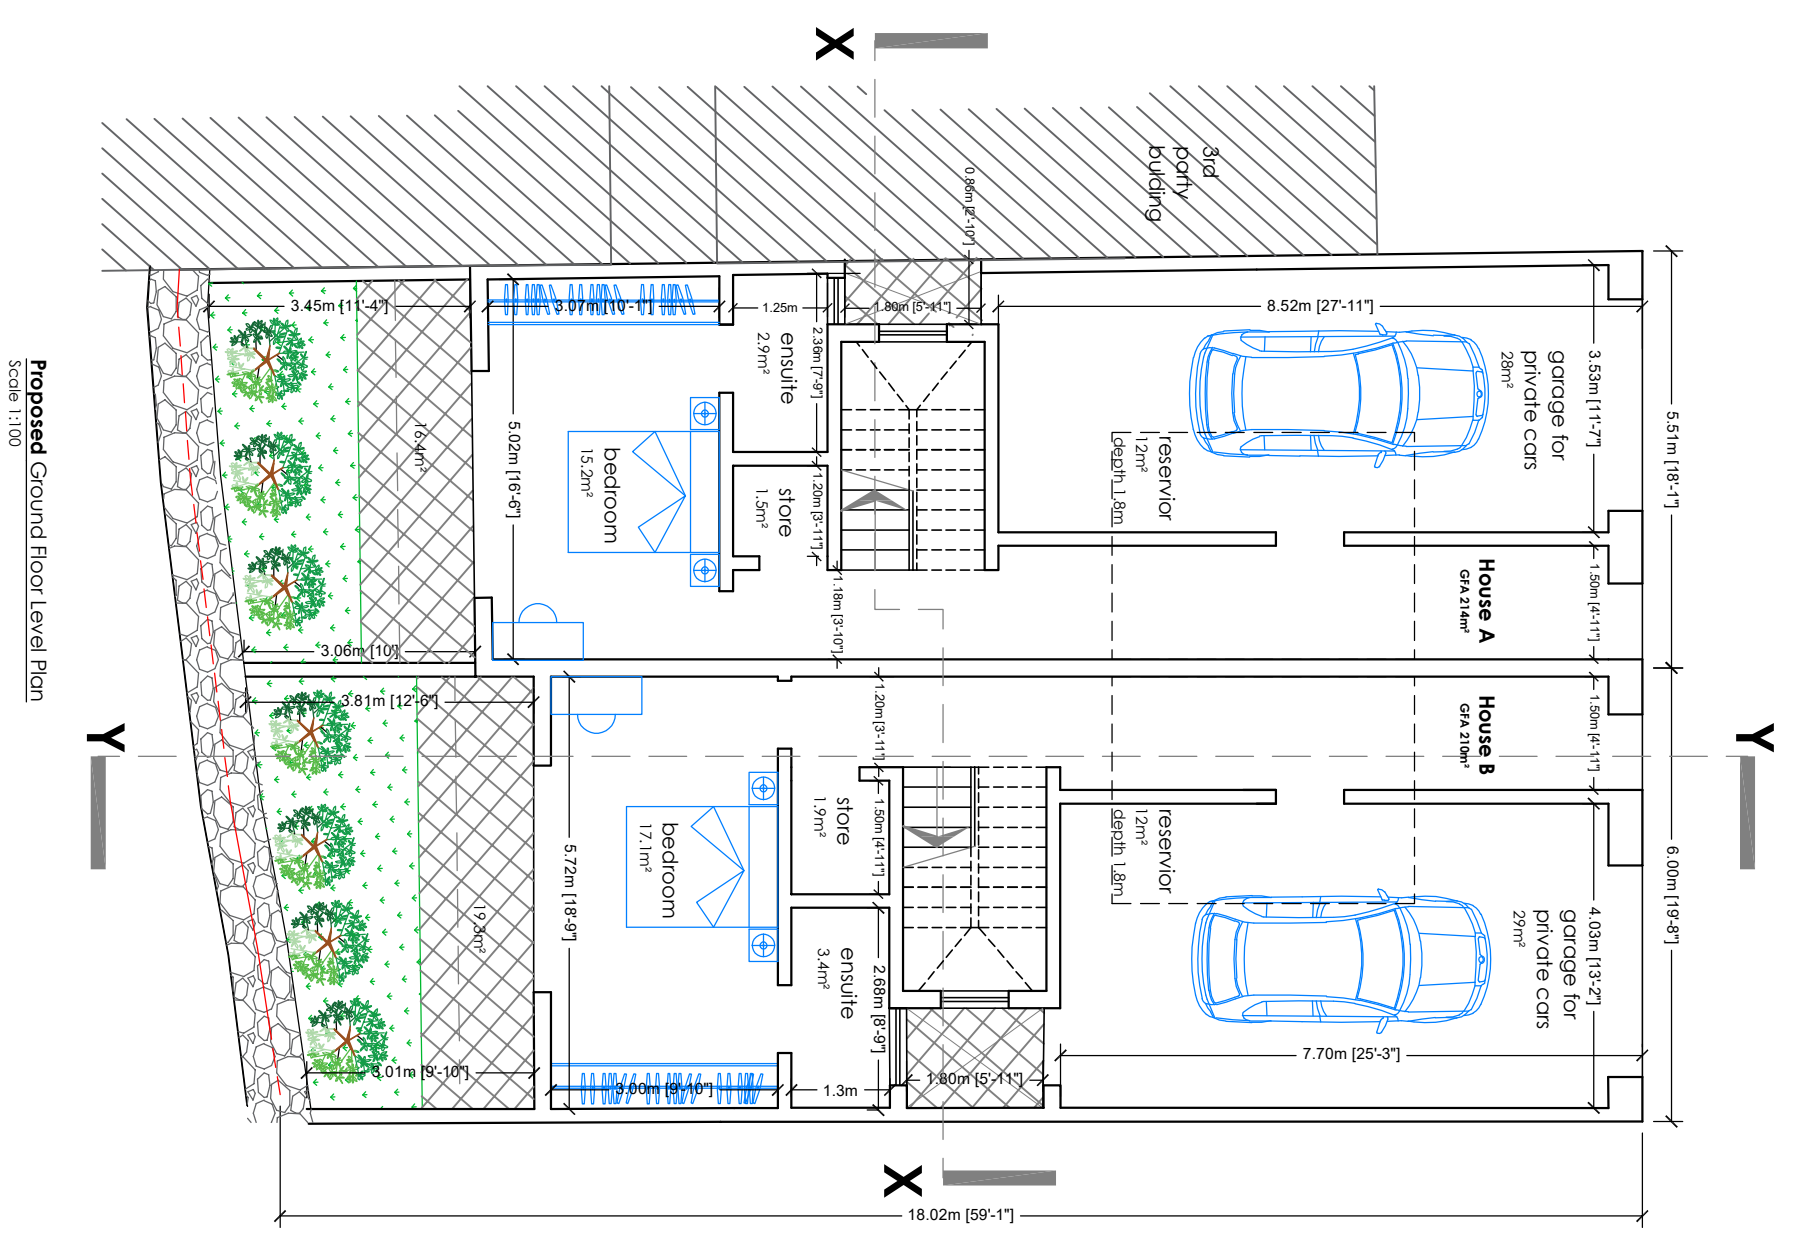 X
3rd
party
bulding
0.86m [2'-10"]
3.45m [11'-4"]
3.07m [10'-1"]
1.25m
1.80m [5'-11"]
8.52m [27'-11"]
ensuite
2.9m²
2.36m [7'-9"]
garage for
private cars
28m²
3.53m [11'-7"]
5.51m [18'-1"]
16.4m²
5.02m [16'-6"]
bedroom
15.2m²
store
1.5m²
1.20m [3'-11"]
reservior
12m²
depth 1.8m
1.18m [3'-10"]
House A
GFA 214m²
1.50m [4'-11"]
3.06m [10']
3.81m [12'-6"]
1.20m [3'-11"]
House B
GFA 210m²
1.50m [4'-11"]
Y
Y
store
1.9m²
1.50m [4'-11"]
reservior
12m²
depth 1.8m
bedroom
17.1m²
5.72m [18'-9"]
19.3m²
ensuite
3.4m²
2.68m [8'-9"]
garage for
private cars
29m²
4.03m [13'-2"]
6.00m [19'-8"]
7.70m [25'-3"]
3.01m [9'-10"]
3.00m [9'-10"]
1.3m
1.80m [5'-11"]
X
18.02m [59'-1"]
Proposed Ground Floor Level Plan
Scale 1:100